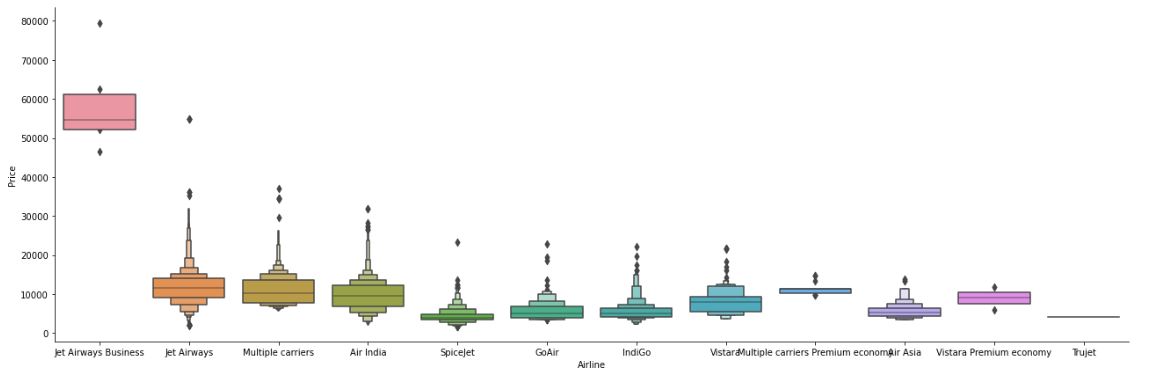 80000
70000
60000
50000
40000
30000
20000
10000
0
Price
Jet Airways Business
Jet Airways
Multiple carriers
Air India
SpiceJet
GoAir
IndiGo
Vistara
Multiple carriers Premium economy
Air Asia
Vistara Premium economy
Trujet
Airline